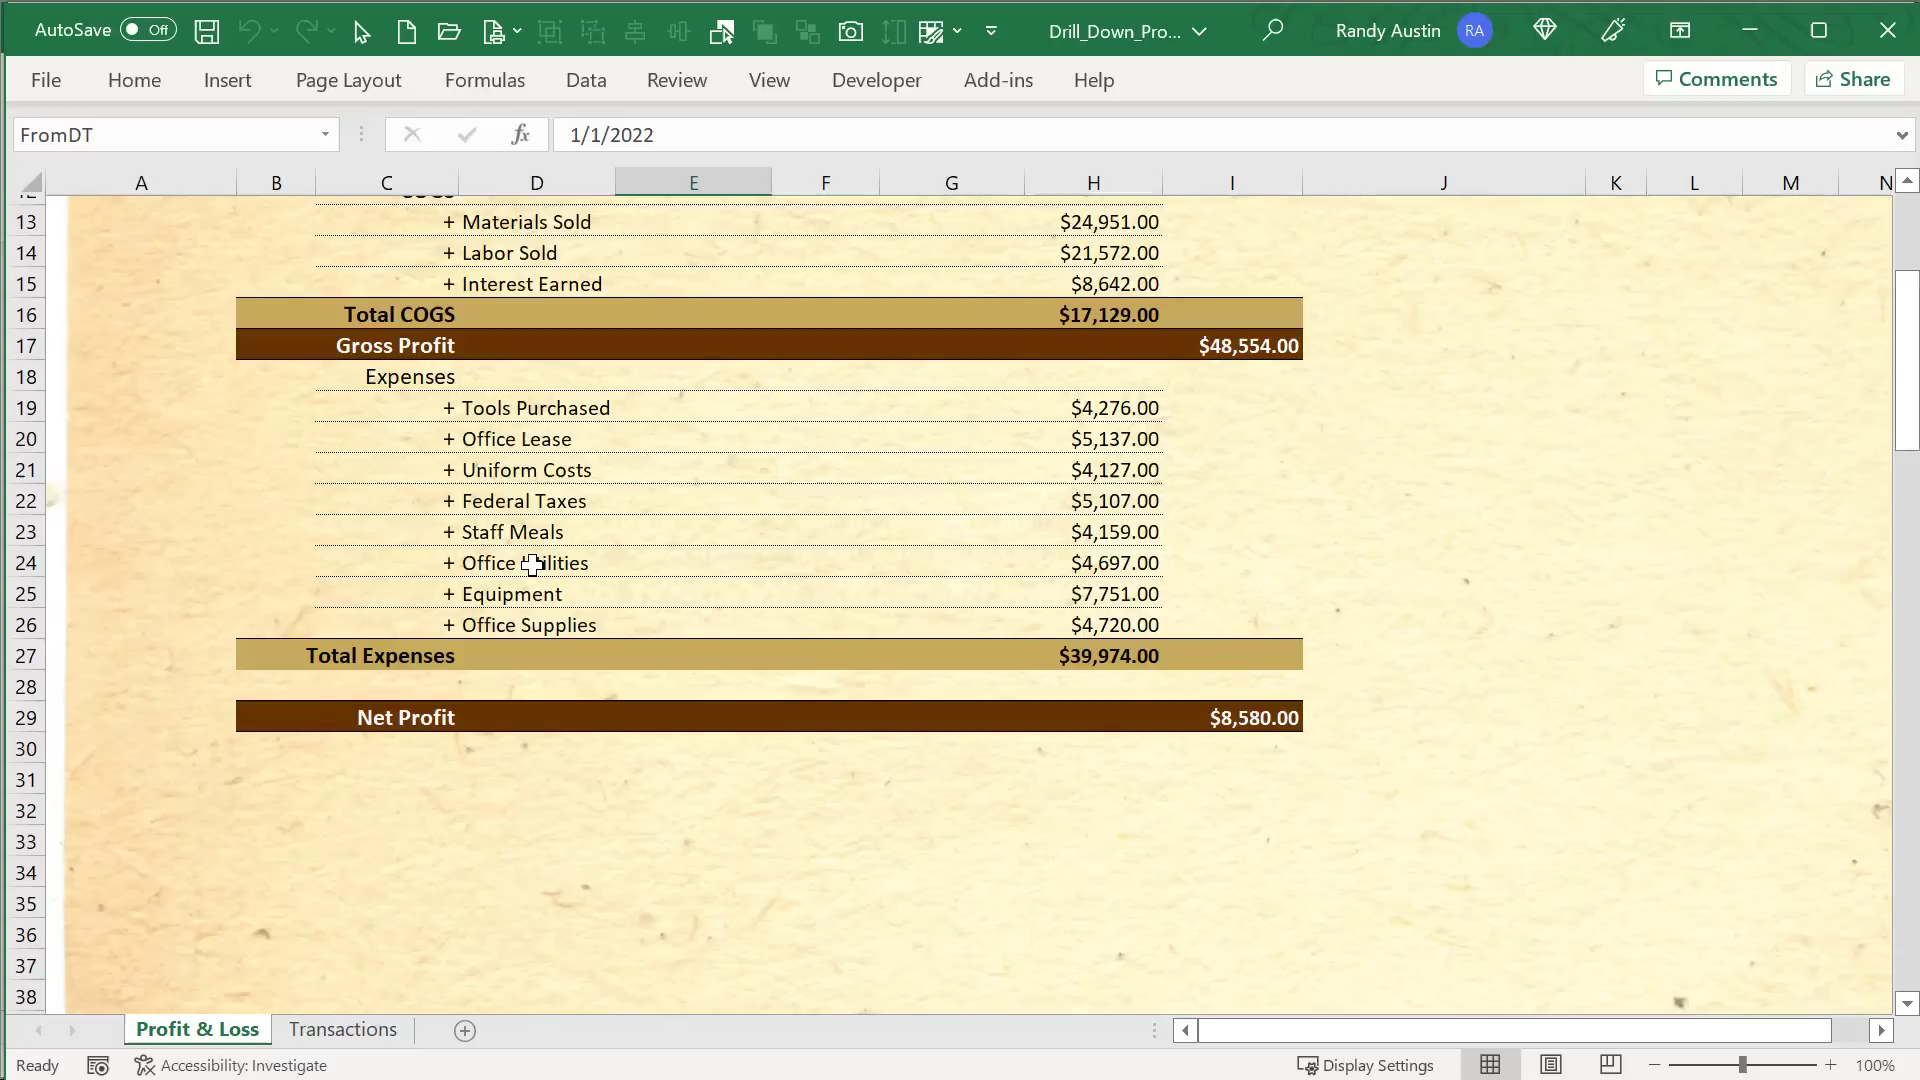 AutoSave Off Drill_Down_Pro... Randy Austin RA
File Home Insert Page Layout Formulas Data Review View Developer Add-ins Help Comments Share
FromDT fx 1/1/2022
A B C D E F G H I J K L M N
13 + Materials Sold $24,951.00
14 + Labor Sold $21,572.00
15 + Interest Earned $8,642.00
16 Total COGS $17,129.00
17 Gross Profit $48,554.00
18 Expenses
19 + Tools Purchased $4,276.00
20 + Office Lease $5,137.00
21 + Uniform Costs $4,127.00
22 + Federal Taxes $5,107.00
23 + Staff Meals $4,159.00
24 + Office Utilities $4,697.00
25 + Equipment $7,751.00
26 + Office Supplies $4,720.00
27 Total Expenses $39,974.00
28
29 Net Profit $8,580.00
30
31
32
33
34
35
36
37
38
Profit & Loss Transactions
Ready Accessibility: Investigate Display Settings 100%